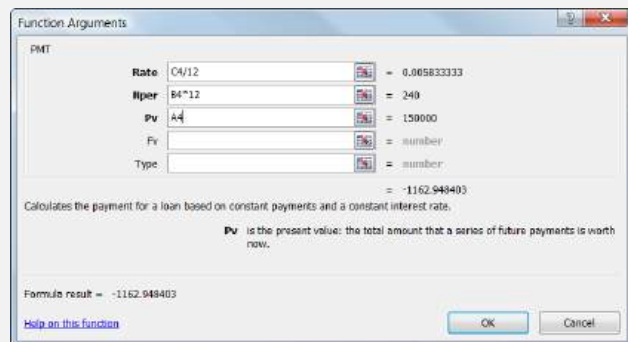 Function Arguments
PMT
Rate C4/12 = 0.005833333
Nper B4*12 = 240
Pv A4 = 150000
Fv = number
Type = number
= -1162.948403
Calculates the payment for a loan based on constant payments and a constant interest rate.
Pv is the present value: the total amount that a series of future payments is worth
now.
Formula result = -1162.948403
Help on this function OK Cancel